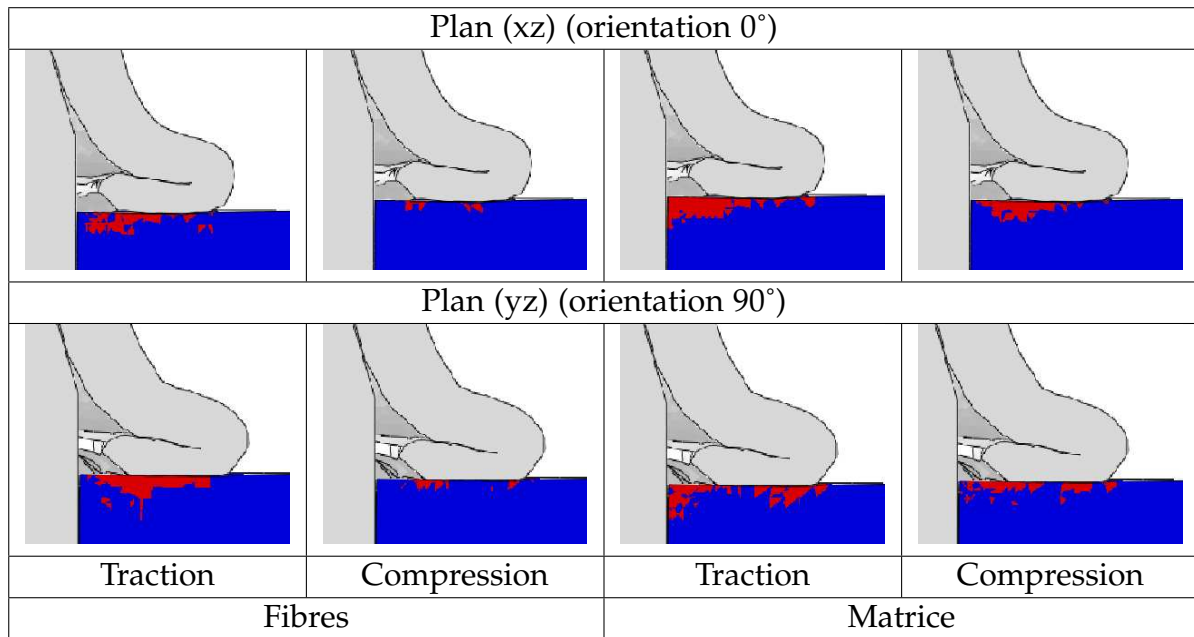 Plan (xz) (orientation 0°)
Plan (yz) (orientation 90°)
Traction Compression Traction Compression
Fibres Matrice